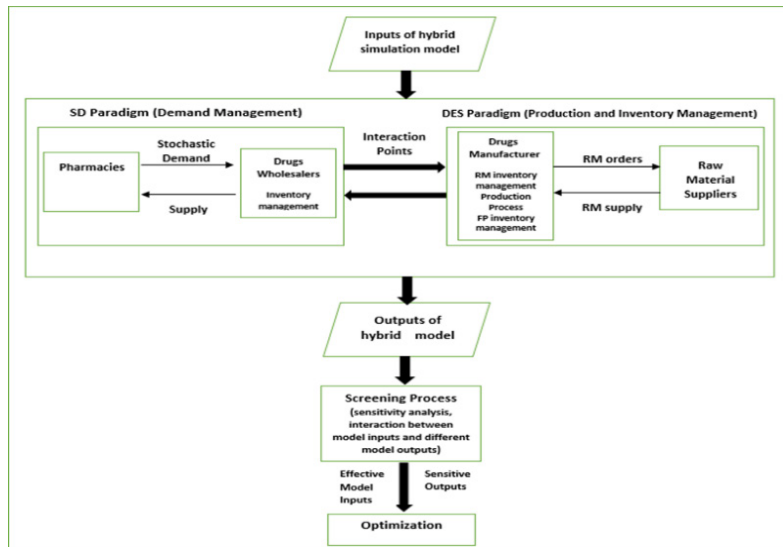 Inputs of hybrid
simulation model
SD Paradigm (Demand Management)
DES Paradigm (Production and Inventory Management)
Pharmacies
Stochastic
Demand
Supply
Drugs
Wholesalers
Inventory
management
Interaction
Points
Drugs
Manufacturer
RM inventory
management
Production
Process
FP inventory
management
RM orders
RM supply
Raw
Material
Suppliers
Outputs of
hybrid model
Screening Process
(sensitivity analysis,
interaction between
model inputs and different
model outputs)
Effective
Model
Inputs
Sensitive
Outputs
Optimization